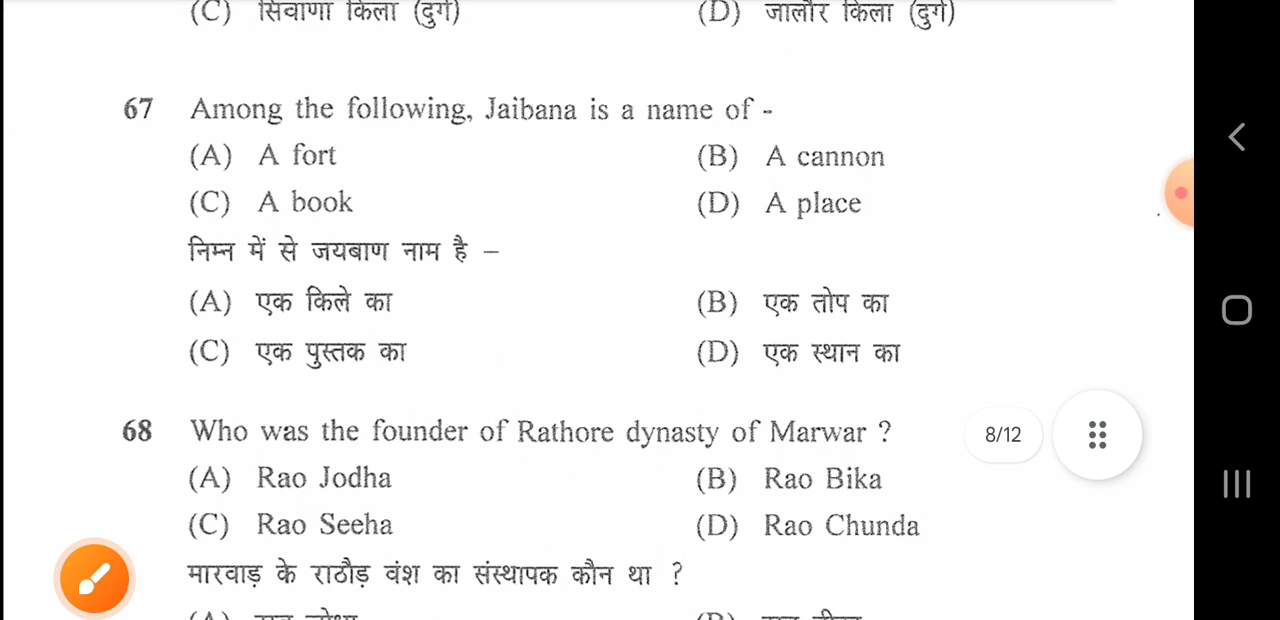 (C) सिवाणा किला (दुर्ग) (D) जालौर किला (दुर्ग)
67 Among the following, Jaibana is a name of -
(A) A fort (B) A cannon
(C) A book (D) A place
निम्न में से जयबाण नाम है –
(A) एक किले का (B) एक तोप का
(C) एक पुस्तक का (D) एक स्थान का
68 Who was the founder of Rathore dynasty of Marwar ?
8/12
(A) Rao Jodha (B) Rao Bika
(C) Rao Seeha (D) Rao Chunda
मारवाड़ के राठौड़ वंश का संस्थापक कौन था ?
(A) (B)